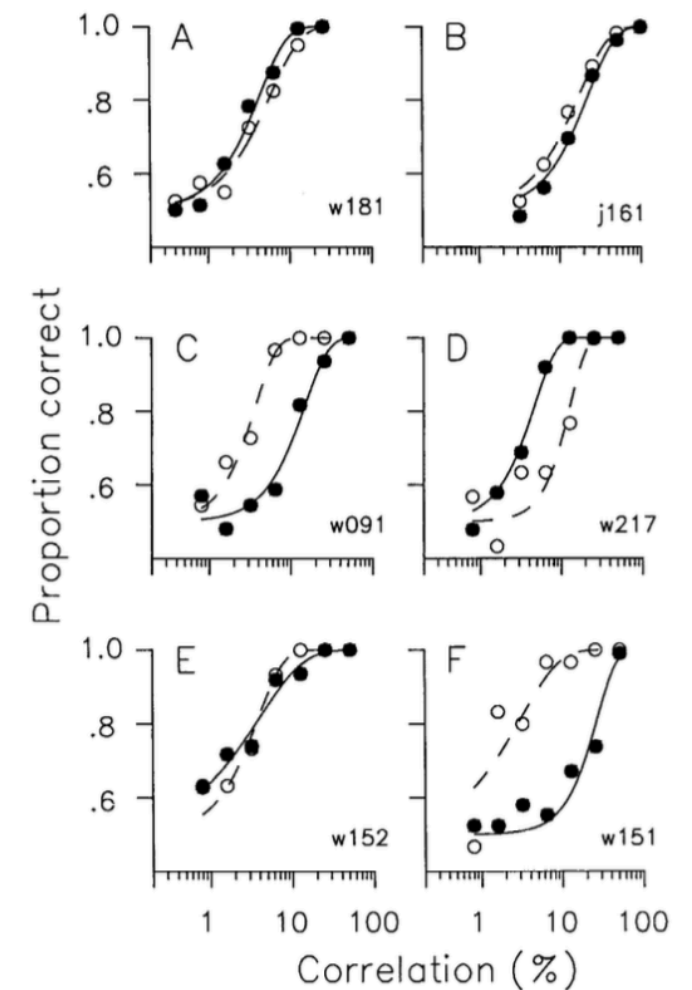 1.0 A B
.8
.6
w181 j161
1.0 C D
.8
.6
w091 w217
1.0 E F
.8
.6
w152 w151
1 10 100 1 10 100
Proportion correct
Correlation (%)